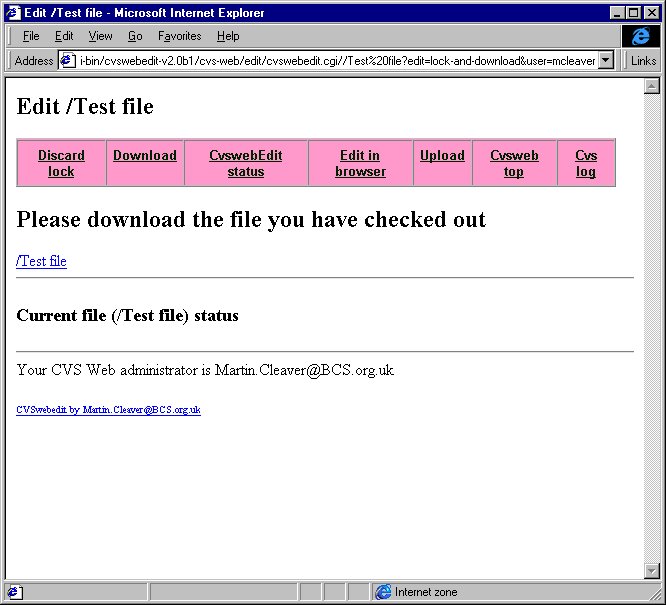 Edit /Test file - Microsoft Internet Explorer
File Edit View Go Favorites Help
Address i-bin/cvswebedit-v2.0b1/cvs-web/edit/cvswebedit.cgi//Test%20file?edit=lock-and-download&user=mcleaver Links
Edit /Test file
Discard lock Download CvswebEdit status Edit in browser Upload Cvsweb top Cvs log
Please download the file you have checked out
/Test file
Current file (/Test file) status
Your CVS Web administrator is Martin.Cleaver@BCS.org.uk
CVSwebedit by Martin.Cleaver@BCS.org.uk
Internet zone